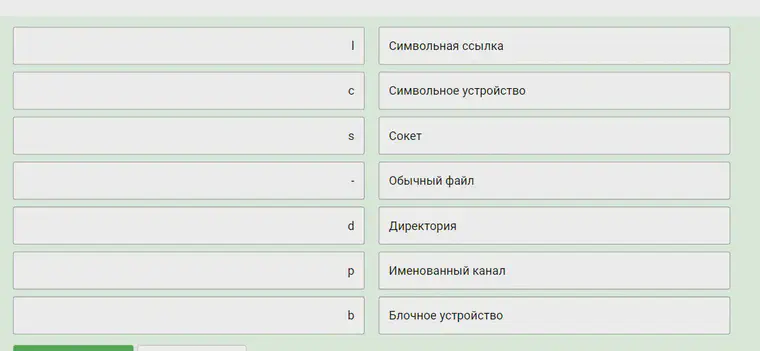 l Символьная ссылка
c Символьное устройство
s Сокет
- Обычный файл
d Директория
p Именованный канал
b Блочное устройство